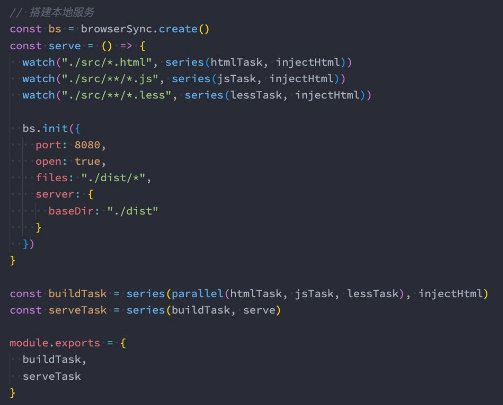 // 搭建本地服务
const bs = browserSync.create()
const serve = () => {
  watch("./src/*.html", series(htmlTask, injectHtml))
  watch("./src/**/*.js", series(jsTask, injectHtml))
  watch("./src/**/*.less", series(lessTask, injectHtml))

  bs.init({
    port: 8080,
    open: true,
    files: "./dist/*",
    server: {
      baseDir: "./dist"
    }
  })
}

const buildTask = series(parallel(htmlTask, jsTask, lessTask), injectHtml)
const serveTask = series(buildTask, serve)

module.exports = {
  buildTask,
  serveTask
}